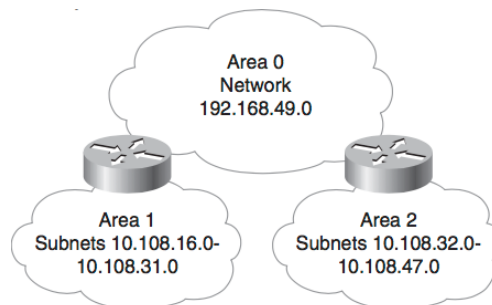 Area 0
Network
192.168.49.0
Area 1
Subnets 10.108.16.0-
10.108.31.0
Area 2
Subnets 10.108.32.0-
10.108.47.0